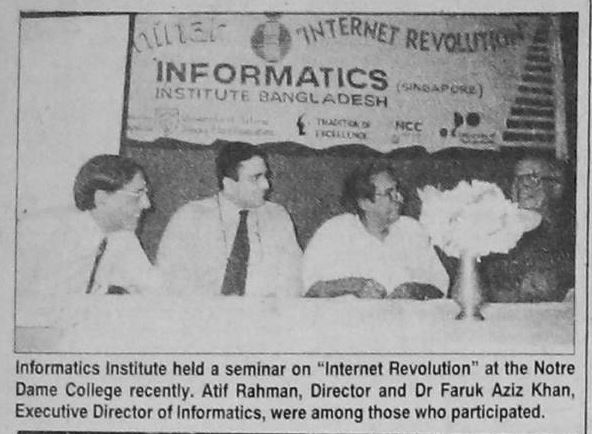 "INTERNET REVOLUTION
INFORMATICS (SINGAPORE)
INSTITUTE BANGLADESH
TRADITION OF NCC
EXCELLENCE
Informatics Institute held a seminar on "Internet Revolution" at the Notre
Dame College recently. Atif Rahman, Director and Dr Faruk Aziz Khan,
Executive Director of Informatics, were among those who participated.